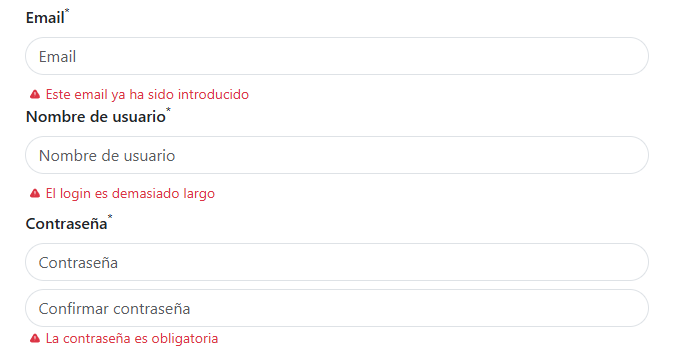 Email*
Email
Este email ya ha sido introducido
Nombre de usuario*
Nombre de usuario
El login es demasiado largo
Contraseña*
Contraseña
Confirmar contraseña
La contraseña es obligatoria